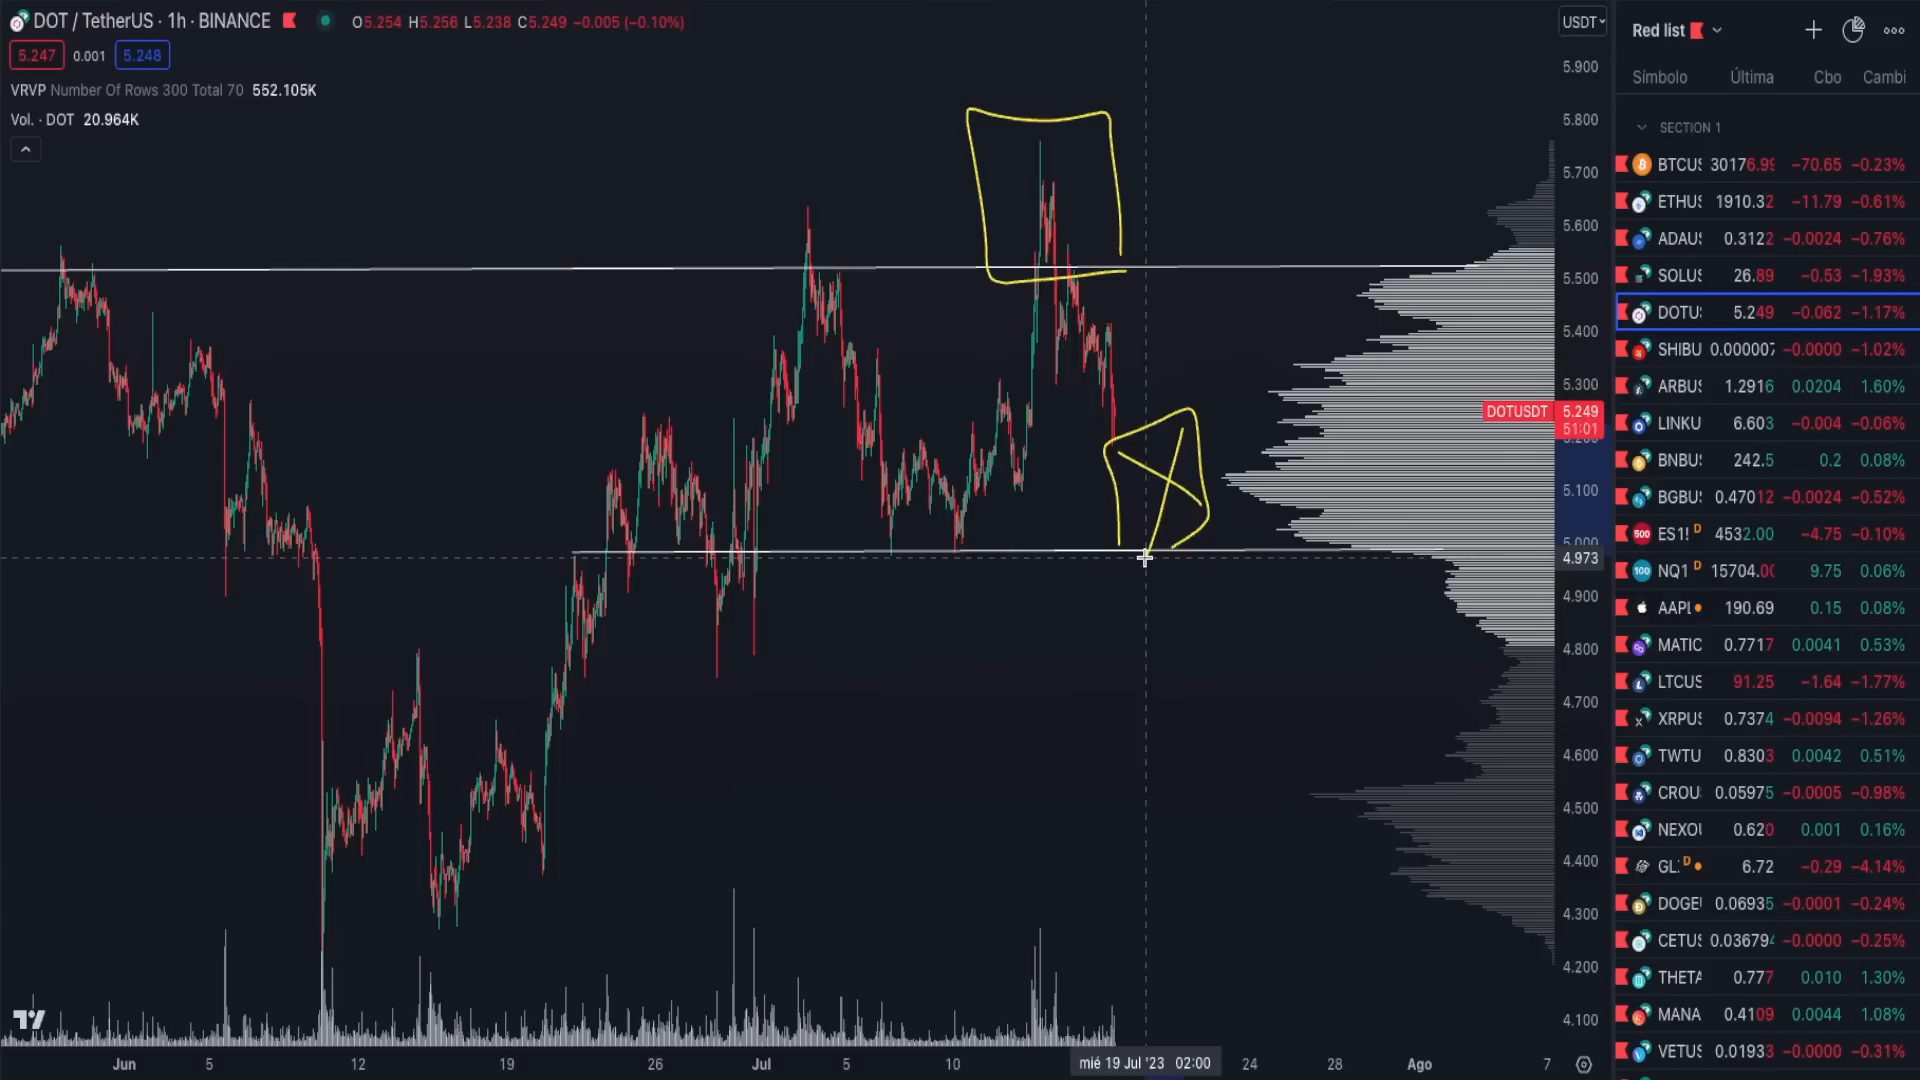 DOT / TetherUS · 1h · BINANCE O5.254 H5.256 L5.238 C5.249 −0.005 (−0.10%)
5.247 0.001 5.248
VRVP Number Of Rows 300 Total 70 552.105K
Vol. · DOT 20.964K
USDT
5.900
5.800
5.700
5.600
5.500
5.400
5.300
DOTUSDT 5.249
51:01
5.100
4.973
4.900
4.800
4.700
4.600
4.500
4.400
4.300
4.200
4.100
Jun 5 12 19 26 Jul 5 10 mié 19 Jul '23 02:00 24 28 Ago 7
Red list
Símbolo Última Cbo Cambi
SECTION 1
BTCUS 30176.99 −70.65 −0.23%
ETHUS 1910.32 −11.79 −0.61%
ADAUS 0.3122 −0.0024 −0.76%
SOLUS 26.89 −0.53 −1.93%
DOTUS 5.249 −0.062 −1.17%
SHIBU 0.000007 −0.0000 −1.02%
ARBUS 1.2916 0.0204 1.60%
LINKU 6.603 −0.004 −0.06%
BNBUS 242.5 0.2 0.08%
BGBUS 0.47012 −0.0024 −0.52%
500 ES1! D 4532.00 −4.75 −0.10%
100 NQ1 D 15704.00 9.75 0.06%
AAPL 190.69 0.15 0.08%
MATIC 0.7717 0.0041 0.53%
LTCUS 91.25 −1.64 −1.77%
XRPUS 0.7374 −0.0094 −1.26%
TWTU 0.8303 0.0042 0.51%
CROU 0.05975 −0.0005 −0.98%
NEXOU 0.620 0.001 0.16%
GL. D 6.72 −0.29 −4.14%
DOGEU 0.06935 −0.0001 −0.24%
CETUS 0.036794 −0.0000 −0.25%
THETA 0.777 0.010 1.30%
MANA 0.4109 0.0044 1.08%
VETUS 0.01933 −0.0000 −0.31%